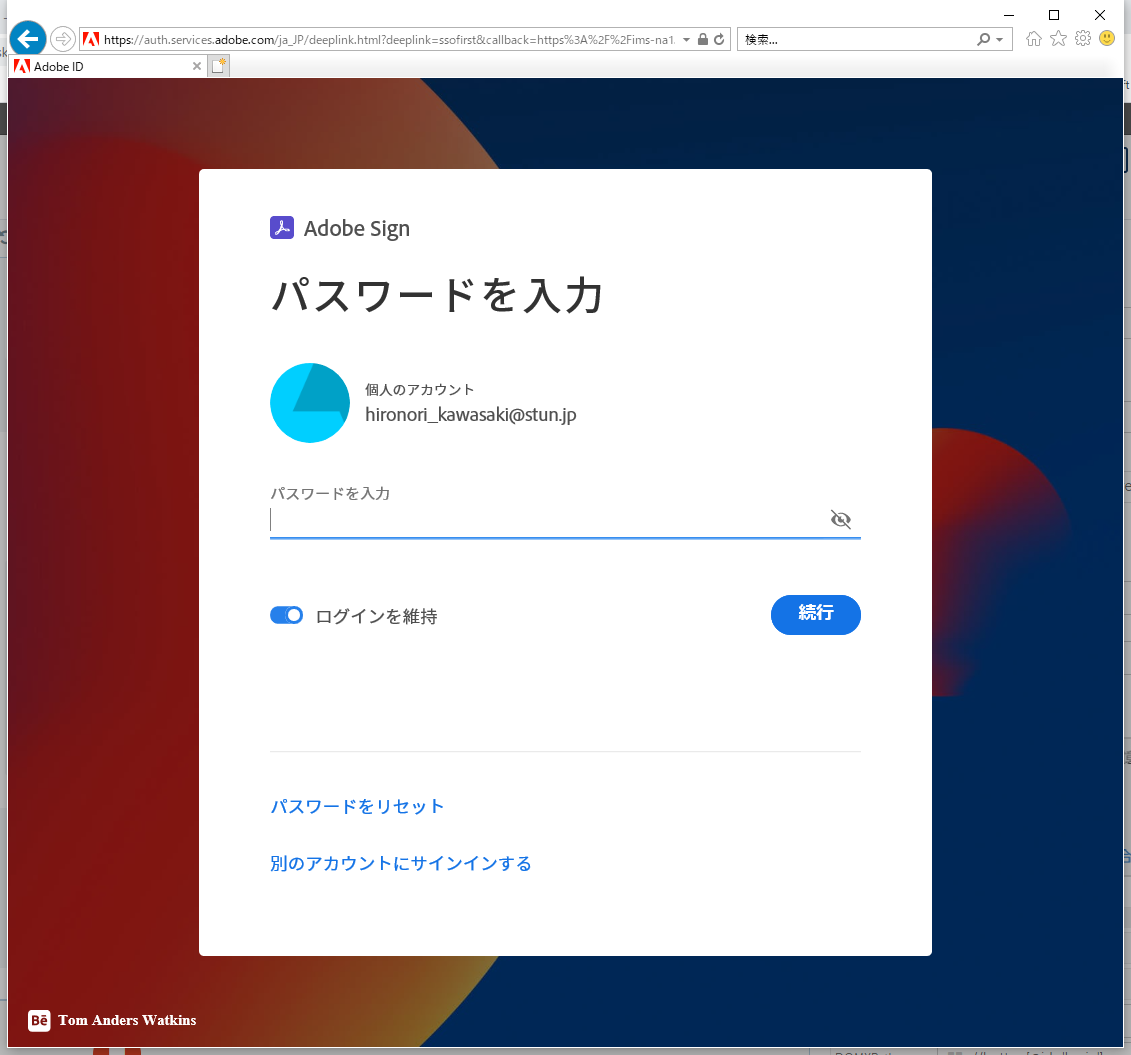 https://auth.services.adobe.com/ja_JP/deeplink.html?deeplink=ssofirst&callback=https%3A%2F%2Fims-na1.
検索...
Adobe ID
Adobe Sign
パスワードを入力
個人のアカウント
hironori_kawasaki@stun.jp
パスワードを入力
ログインを維持
続行
パスワードをリセット
別のアカウントにサインインする
Bē Tom Anders Watkins